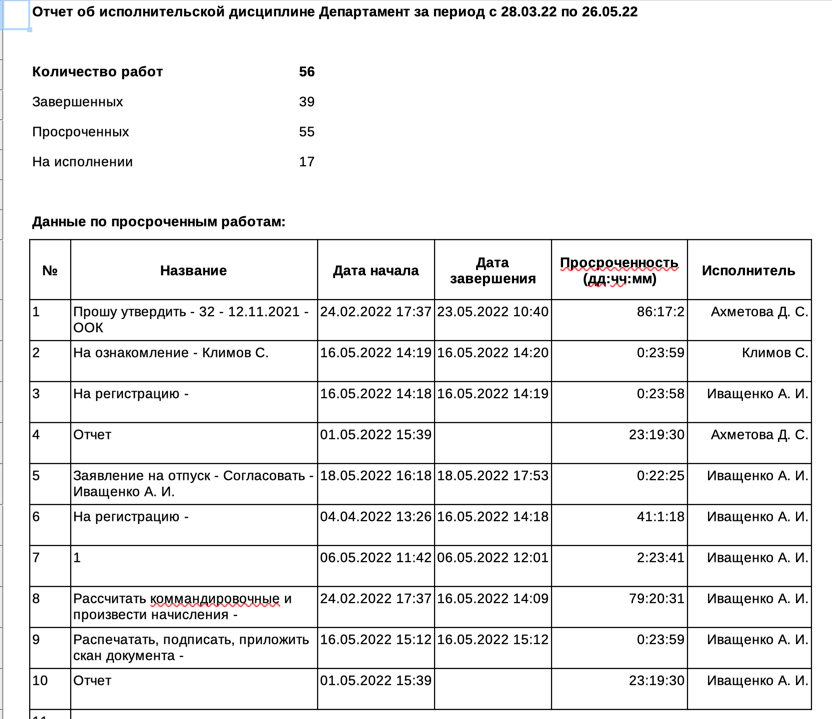 Отчет об исполнительской дисциплине Департамент за период с 28.03.22 по 26.05.22
Количество работ 56
Завершенных 39
Просроченных 55
На исполнении 17
Данные по просроченным работам:
№ Название Дата начала Дата завершения Просроченность (дд:чч:мм) Исполнитель
1 Прошу утвердить - 32 - 12.11.2021 - ООК 24.02.2022 17:37 23.05.2022 10:40 86:17:2 Ахметова Д. С.
2 На ознакомление - Климов С. 16.05.2022 14:19 16.05.2022 14:20 0:23:59 Климов С.
3 На регистрацию - 16.05.2022 14:18 16.05.2022 14:19 0:23:58 Иващенко А. И.
4 Отчет 01.05.2022 15:39 23:19:30 Ахметова Д. С.
5 Заявление на отпуск - Согласовать - Иващенко А. И. 18.05.2022 16:18 18.05.2022 17:53 0:22:25 Иващенко А. И.
6 На регистрацию - 04.04.2022 13:26 16.05.2022 14:18 41:1:18 Иващенко А. И.
7 1 06.05.2022 11:42 06.05.2022 12:01 2:23:41 Иващенко А. И.
8 Рассчитать коммандировочные и произвести начисления - 24.02.2022 17:37 16.05.2022 14:09 79:20:31 Иващенко А. И.
9 Распечатать, подписать, приложить скан документа - 16.05.2022 15:12 16.05.2022 15:12 0:23:59 Иващенко А. И.
10 Отчет 01.05.2022 15:39 23:19:30 Иващенко А. И.